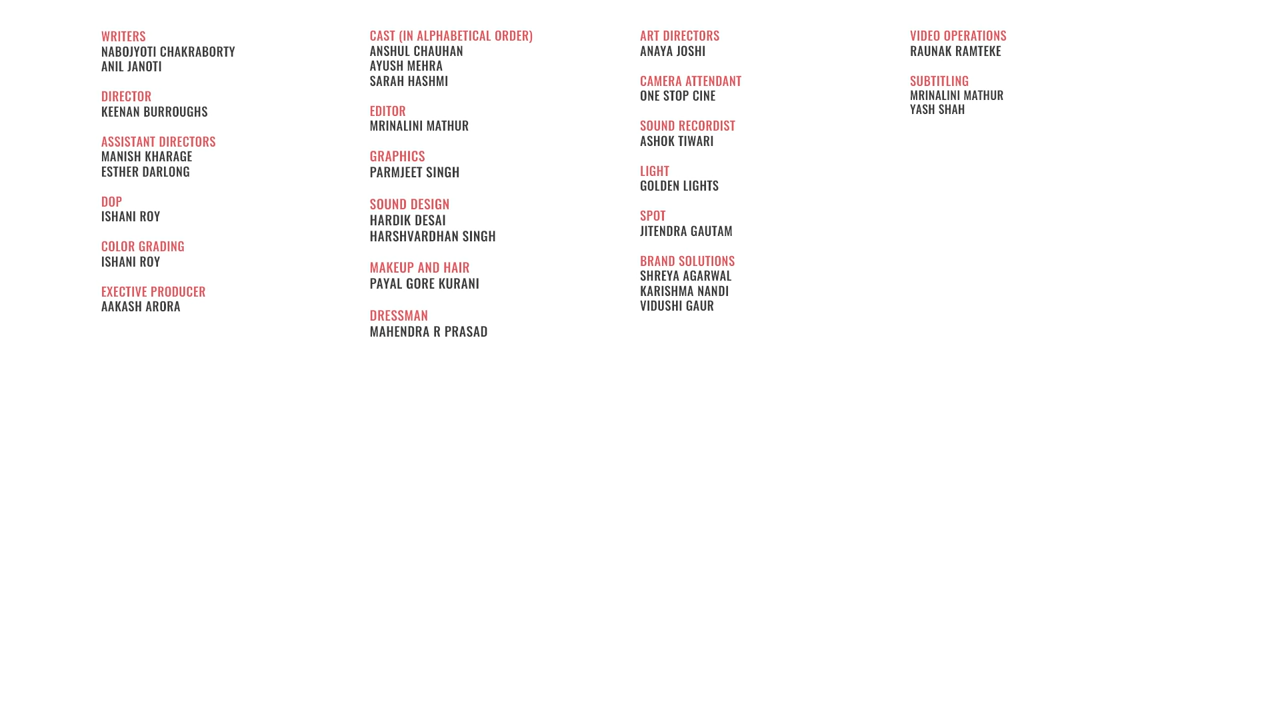 WRITERS
NABOJYOTI CHAKRABORTY
ANIL JANOTI
DIRECTOR
KEENAN BURROUGHS
ASSISTANT DIRECTORS
MANISH KHARAGE
ESTHER DARLONG
DOP
ISHANI ROY
COLOR GRADING
ISHANI ROY
EXECTIVE PRODUCER
AAKASH ARORA
CAST (IN ALPHABETICAL ORDER)
ANSHUL CHAUHAN
AYUSH MEHRA
SARAH HASHMI
EDITOR
MRINALINI MATHUR
GRAPHICS
PARMJEET SINGH
SOUND DESIGN
HARDIK DESAI
HARSHVARDHAN SINGH
MAKEUP AND HAIR
PAYAL GORE KURANI
DRESSMAN
MAHENDRA R PRASAD
ART DIRECTORS
ANAYA JOSHI
CAMERA ATTENDANT
ONE STOP CINE
SOUND RECORDIST
ASHOK TIWARI
LIGHT
GOLDEN LIGHTS
SPOT
JITENDRA GAUTAM
BRAND SOLUTIONS
SHREYA AGARWAL
KARISHMA NANDI
VIDUSHI GAUR
VIDEO OPERATIONS
RAUNAK RAMTEKE
SUBTITLING
MRINALINI MATHUR
YASH SHAH